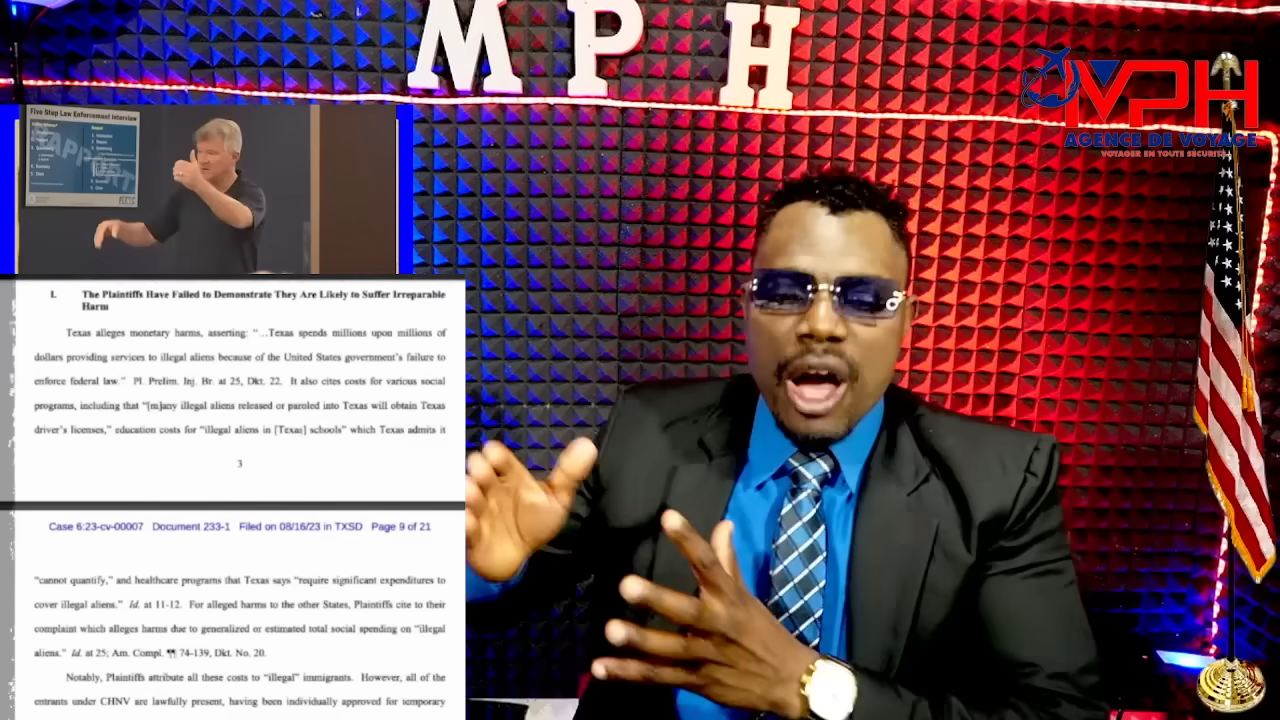 M P H
MPH
AGENCE DE VOYAGE
VOYAGER EN TOUTE SÉCURITÉ
Five Step Law Enforcement Interview
I. The Plaintiffs Have Failed to Demonstrate They Are Likely to Suffer Irreparable
Harm
Texas alleges monetary harms, asserting: “…Texas spends millions upon millions of
dollars providing services to illegal aliens because of the United States government’s failure to
enforce federal law.” Pl. Prelim. Inj. Br. at 25, Dkt. 22. It also cites costs for various social
programs, including that “[m]any illegal aliens released or paroled into Texas will obtain Texas
driver’s licenses,” education costs for “illegal aliens in [Texas] schools” which Texas admits it
3
Case 6:23-cv-00007 Document 233-1 Filed on 08/16/23 in TXSD Page 9 of 21
“cannot quantify,” and healthcare programs that Texas says “require significant expenditures to
cover illegal aliens.” Id. at 11-12. For alleged harms to the other States, Plaintiffs cite to their
complaint which alleges harms due to generalized or estimated total social spending on “illegal
aliens.” Id. at 25; Am. Compl. ¶¶ 74-139, Dkt. No. 20.
Notably, Plaintiffs attribute all these costs to “illegal” immigrants. However, all of the
entrants under CHNV are lawfully present, having been individually approved for temporary